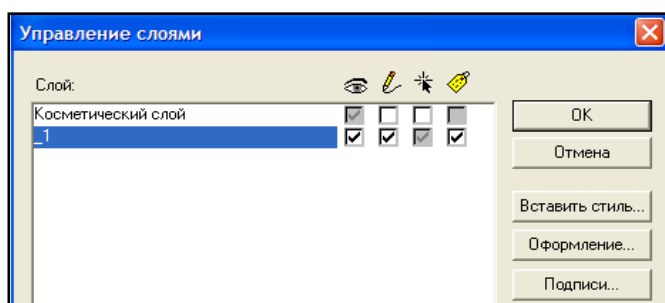 Управление слоями
Слой:
Косметический слой
_1
OK
Отмена
Вставить стиль...
Оформление...
Подписи...